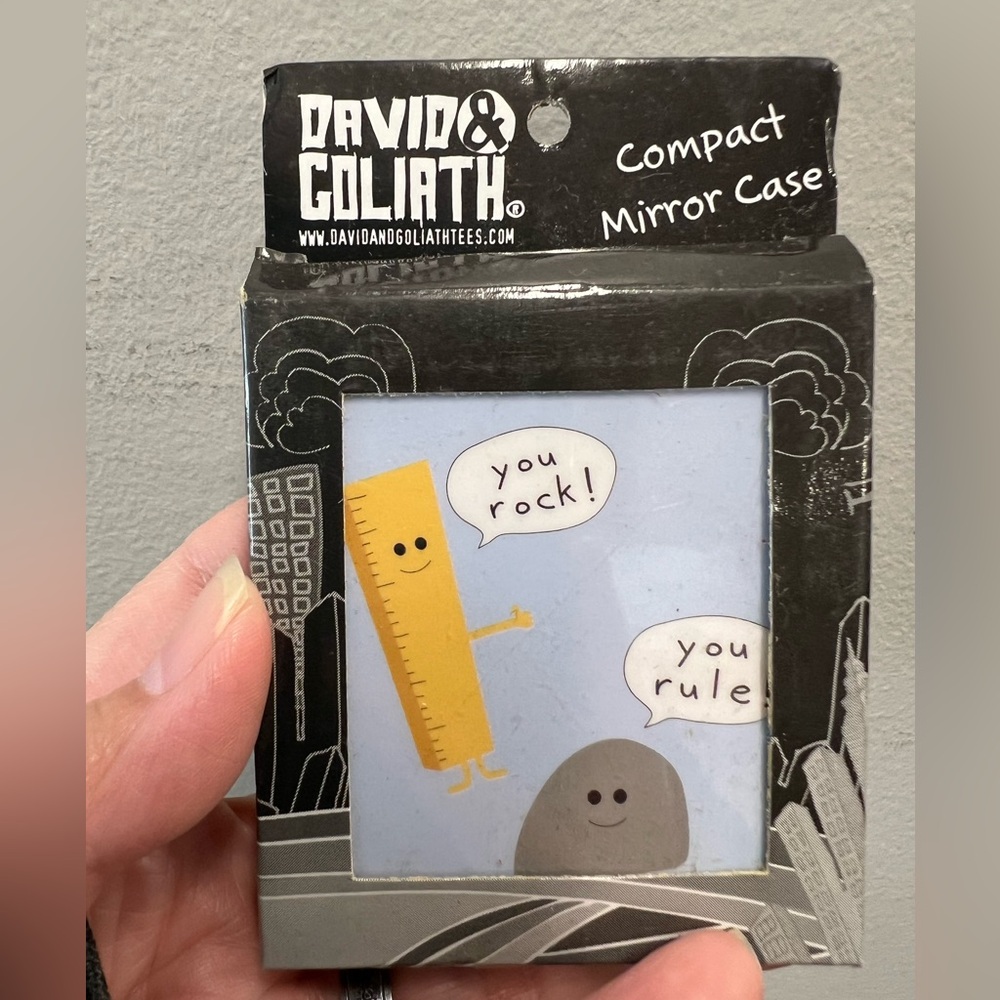 DAVID &
GOLIATH®
WWW.DAVIDANDGOLIATHTEES.COM
Compact
Mirror Case
you
rock!
you
rule!